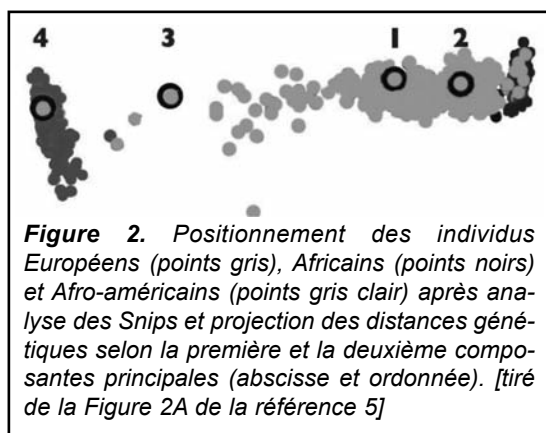 4 3 1 2
Figure 2. Positionnement des individus
Européens (points gris), Africains (points noirs)
et Afro-américains (points gris clair) après ana-
lyse des Snips et projection des distances géné-
tiques selon la première et la deuxième compo-
santes principales (abscisse et ordonnée). [tiré
de la Figure 2A de la référence 5]